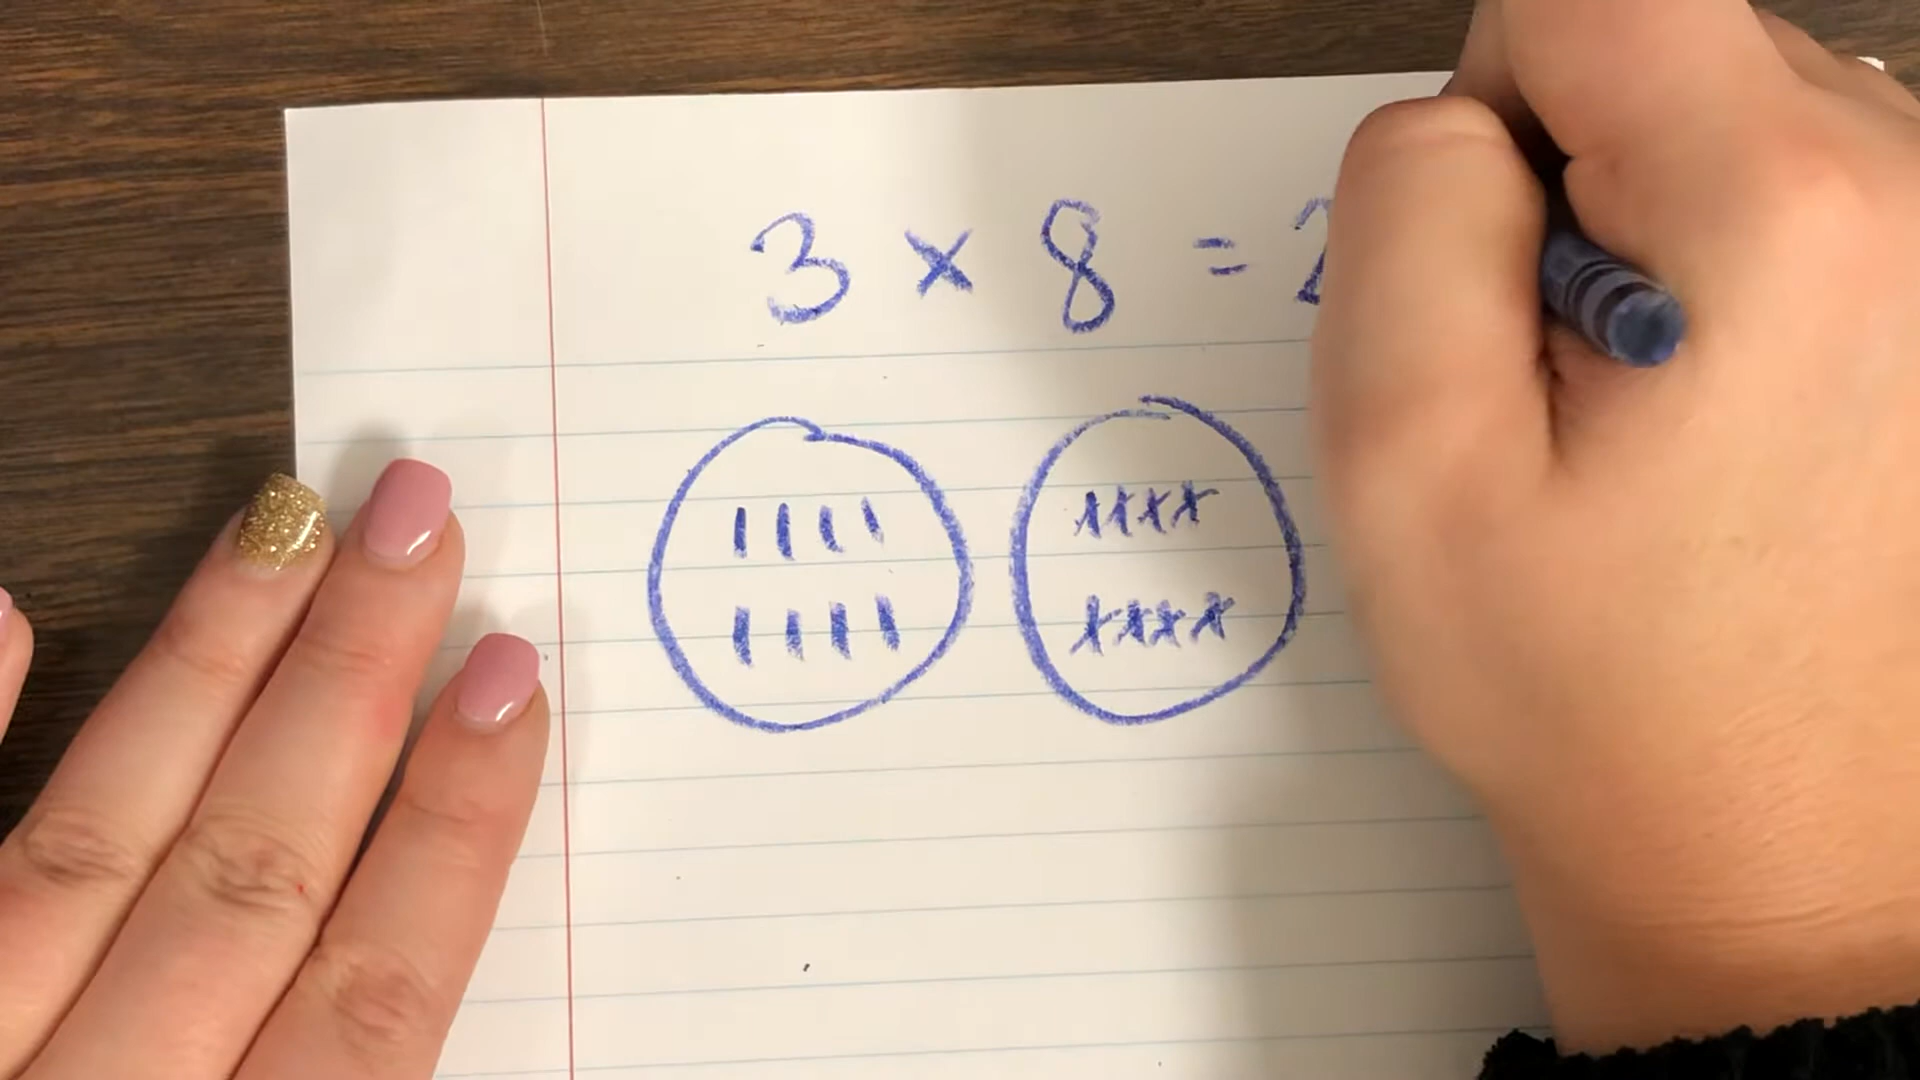 3 × 8 = 2
| | | |
| | | |
x x x x
x x x x